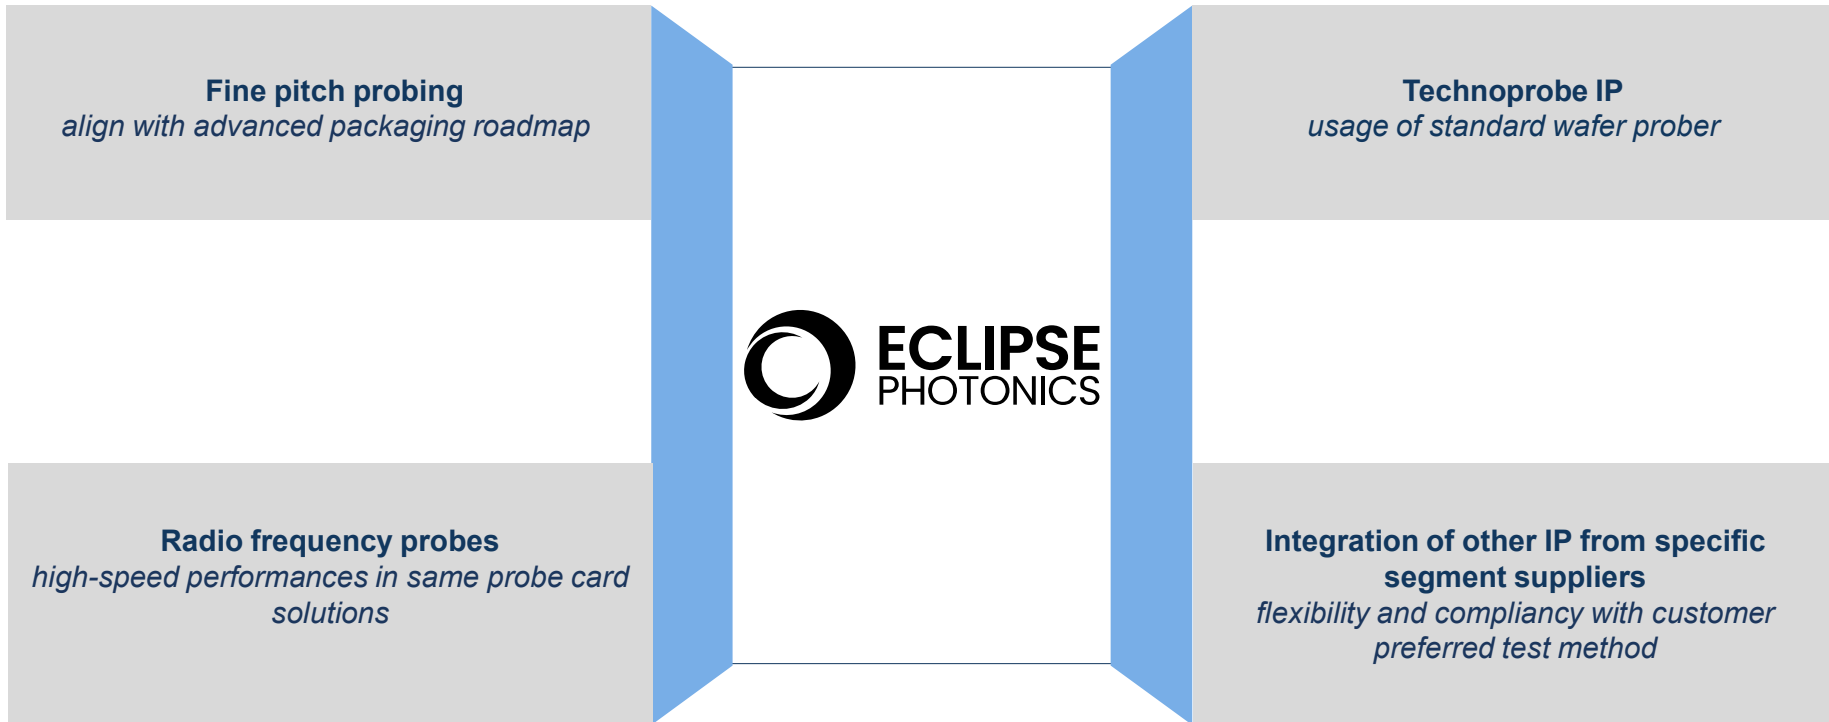 Fine pitch probing
align with advanced packaging roadmap
Technoprobe IP
usage of standard wafer prober
ECLIPSE
PHOTONICS
Radio frequency probes
high-speed performances in same probe card
solutions
Integration of other IP from specific
segment suppliers
flexibility and compliancy with customer
preferred test method